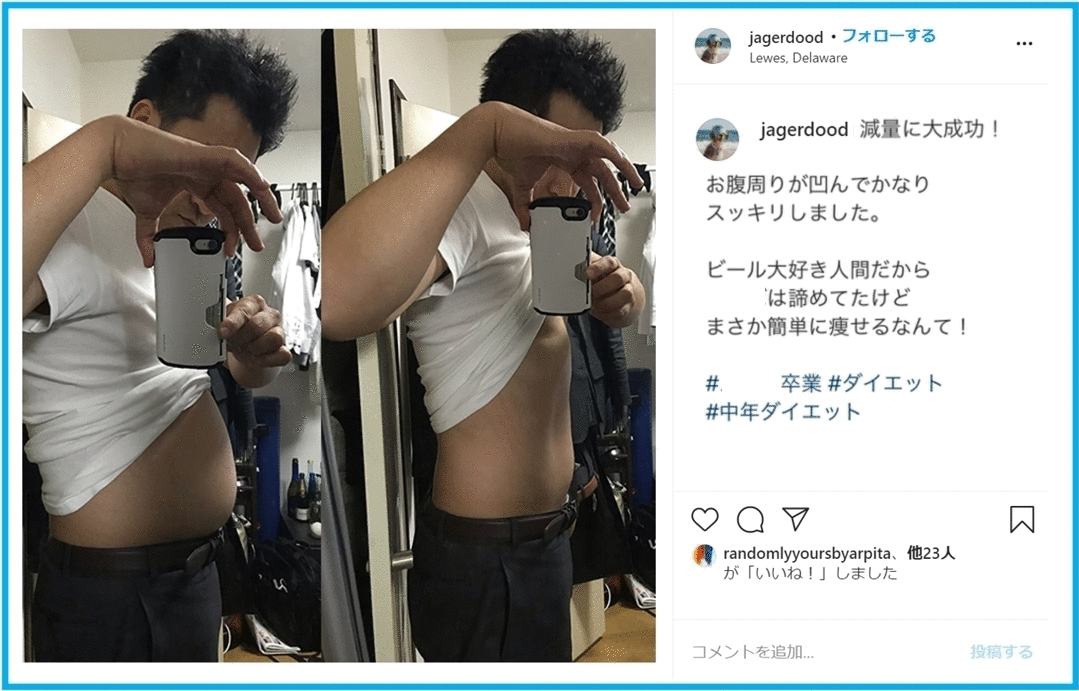 jagerdood • フォローする
Lewes, Delaware
jagerdood 減量に大成功！
お腹周りが凹んでかなり
スッキリしました。
ビール大好き人間だから
は諦めてたけど
まさか簡単に痩せるなんて！
#. 卒業 #ダイエット
#中年ダイエット
randomlyyoursbyarpita、他23人
が「いいね！」しました
コメントを追加...
投稿する